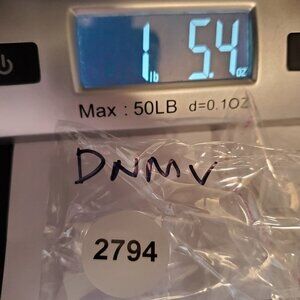 1 lb 5.4 oz
Max : 50LB d=0.1OZ
DNMV
2794